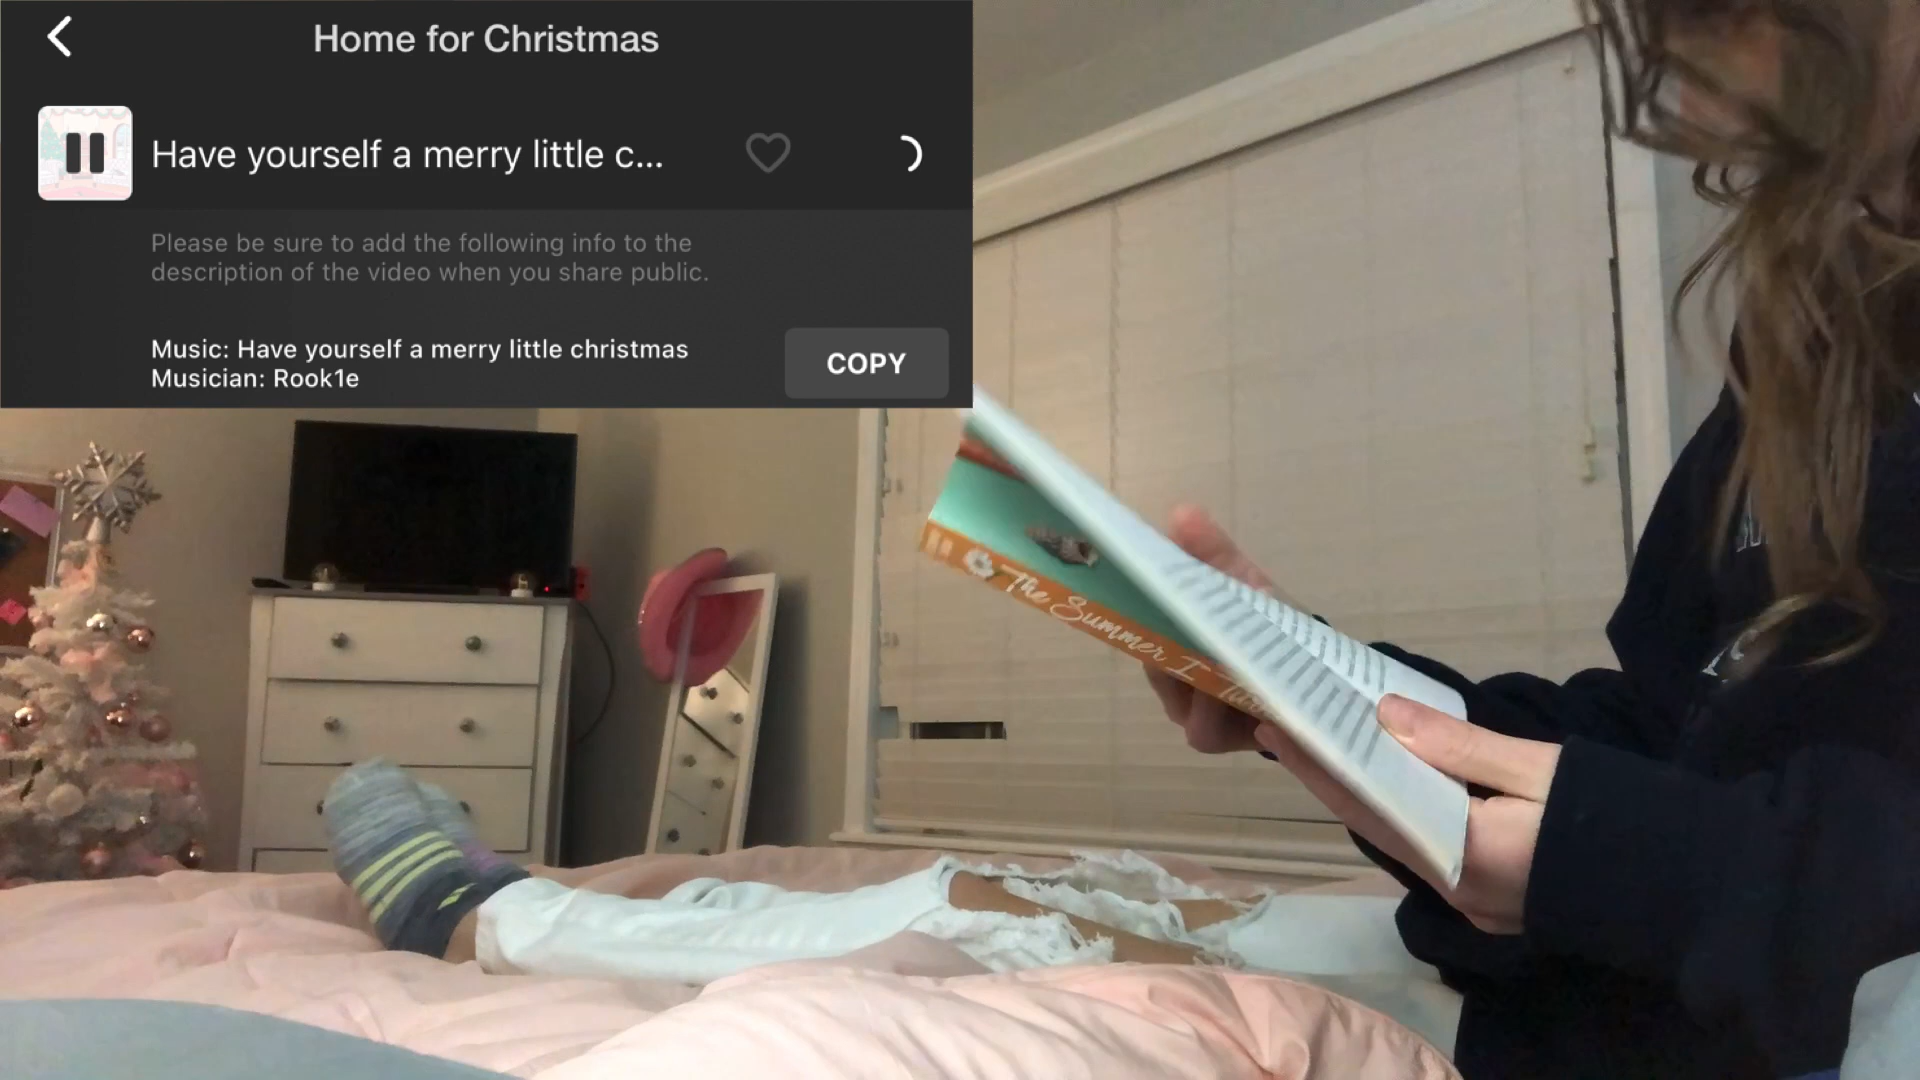 Home for Christmas
Have yourself a merry little c...
Please be sure to add the following info to the
description of the video when you share public.
Music: Have yourself a merry little christmas
Musician: Rook1e
COPY
The Summer I